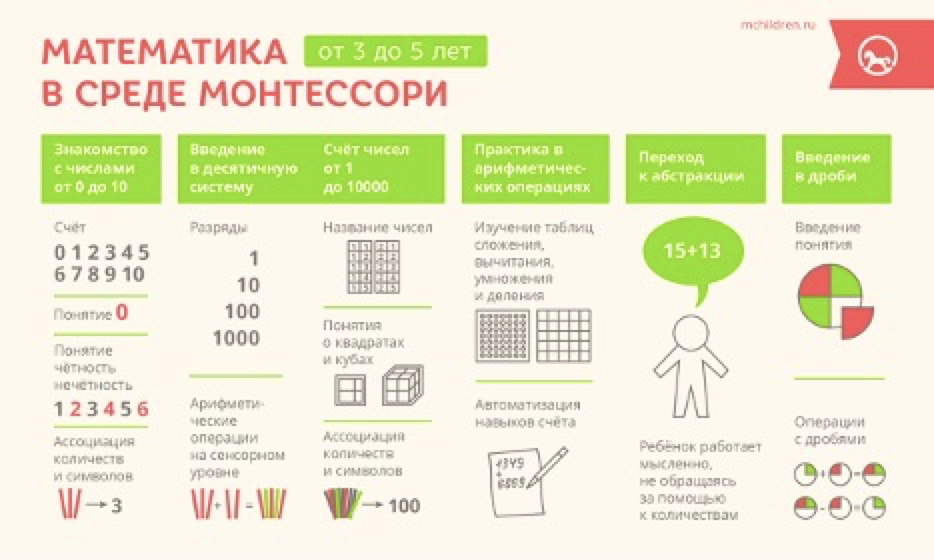 mchildren.ru
МАТЕМАТИКА от 3 до 5 лет
В СРЕДЕ МОНТЕССОРИ
Знакомство
с числами
от 0 до 10
Счёт
0 1 2 3 4 5
6 7 8 9 10
Понятие 0
Понятие
чётность
нечётность
1 2 3 4 5 6
Ассоциация
количеств
и символов
→ 3
Введение
в десятичную
систему
Разряды
1
10
100
1000
Арифмети-
ческие
операции
на сенсорном
уровне
+ =
Счёт чисел
от 1
до 10000
Название чисел
Понятия
о квадратах
и кубах
Ассоциация
количеств
и символов
→ 100
Практика в
арифметичес-
ких операциях
Изучение таблиц
сложения,
вычитания,
умножения
и деления
Автоматизация
навыков счёта
Переход
к абстракции
15+13
Ребёнок работает
мысленно,
не обращаясь
за помощью
к количествам
Введение
в дроби
Введение
понятия
Операции
с дробями
+ =
- =